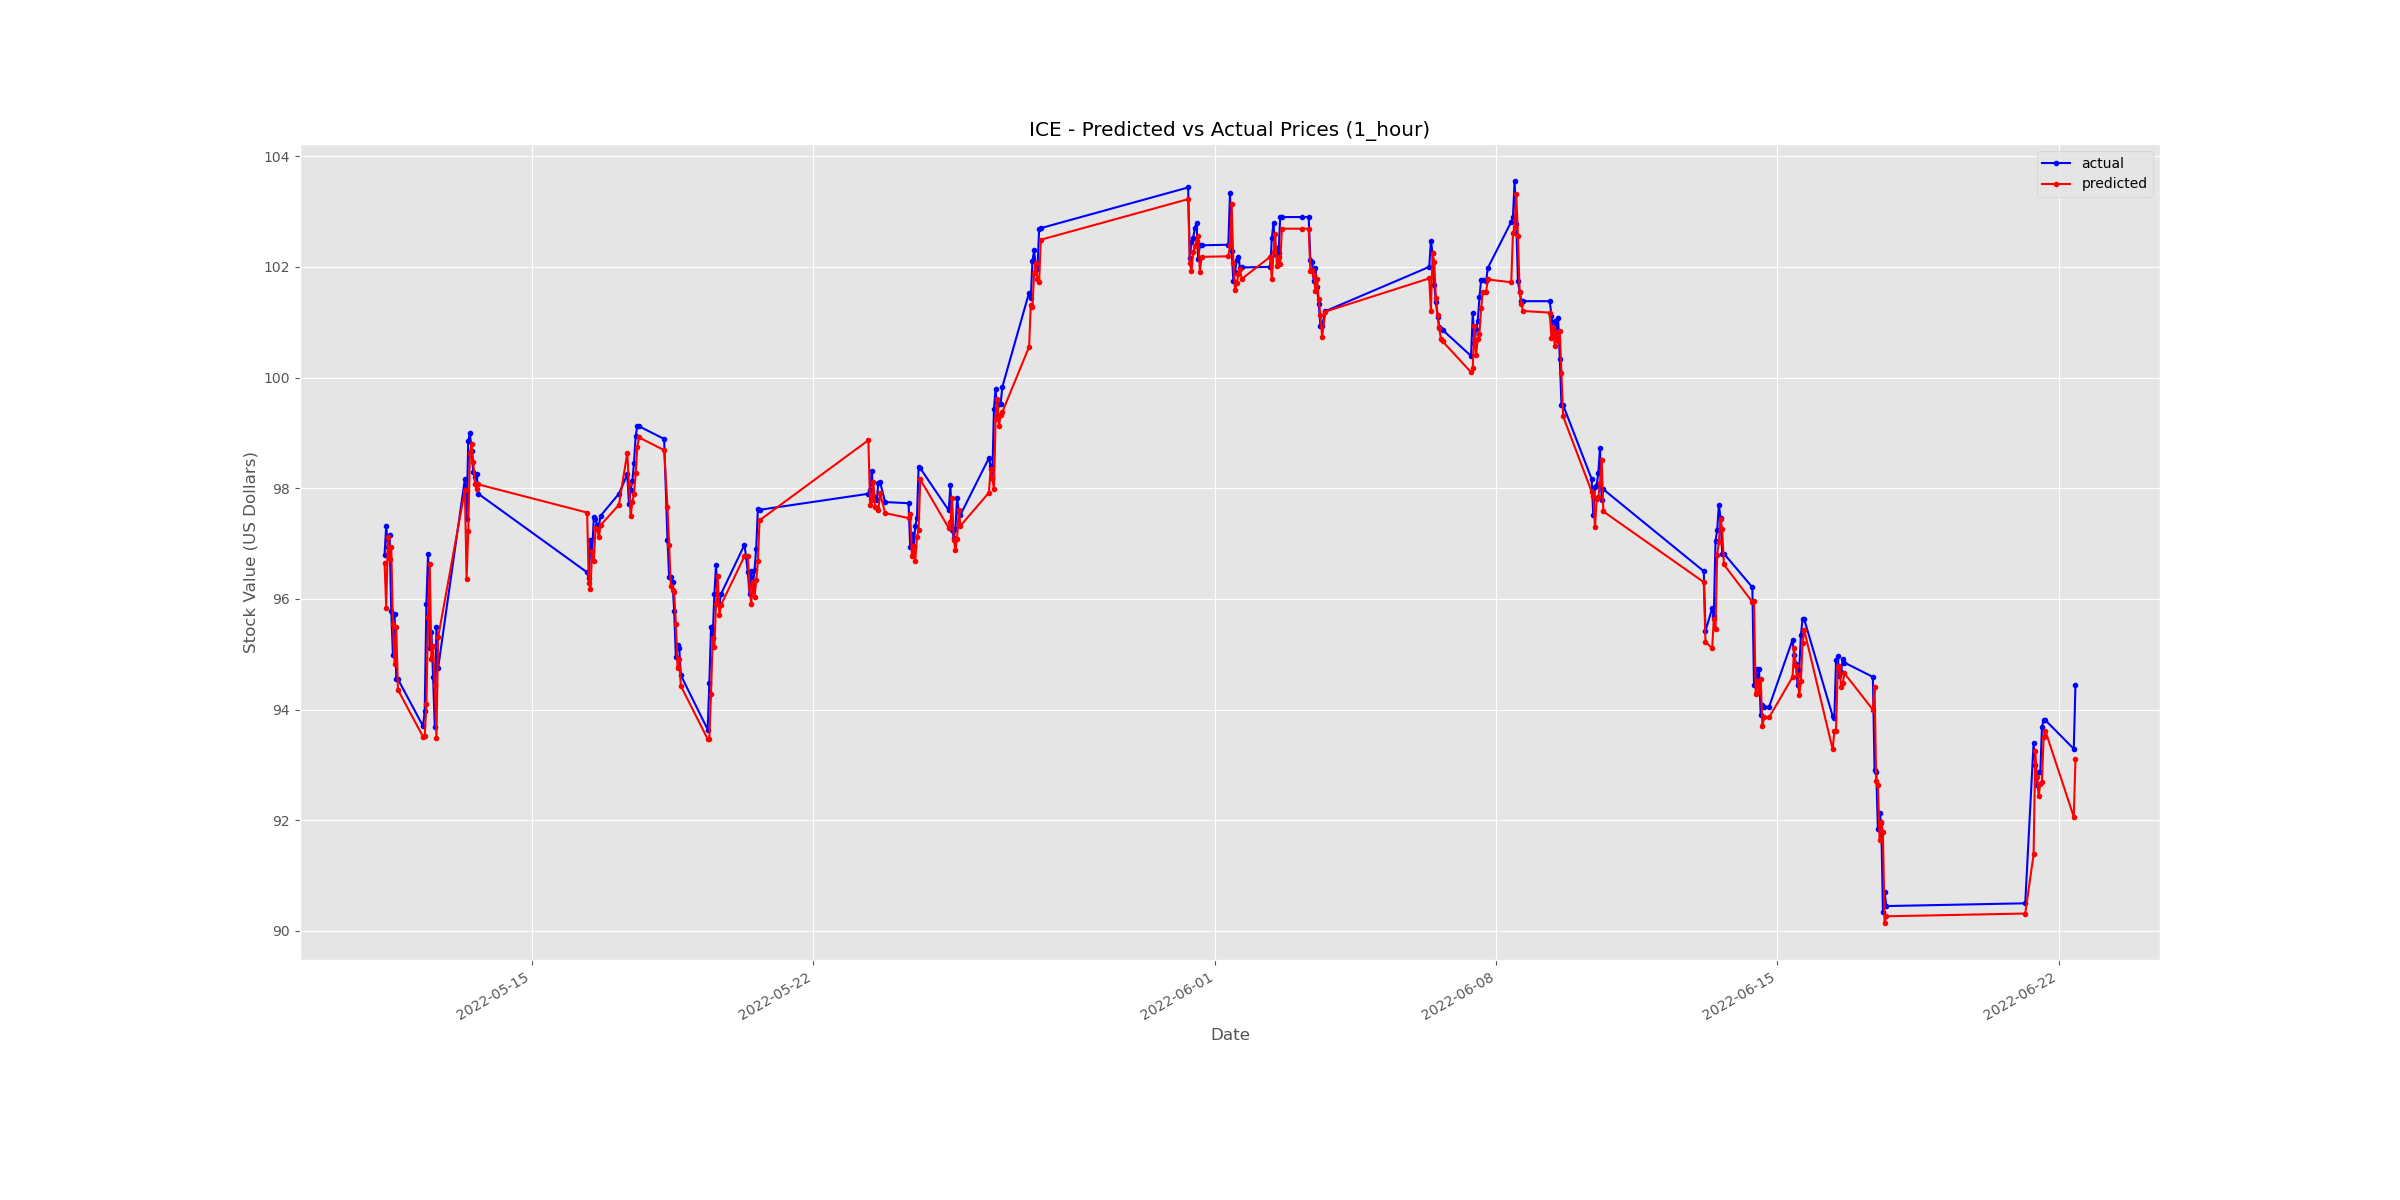 ICE - Predicted vs Actual Prices (1_hour)
actual
predicted
Stock Value (US Dollars)
104
102
100
98
96
94
92
90
2022-05-15
2022-05-22
2022-06-01
2022-06-08
2022-06-15
2022-06-22
Date